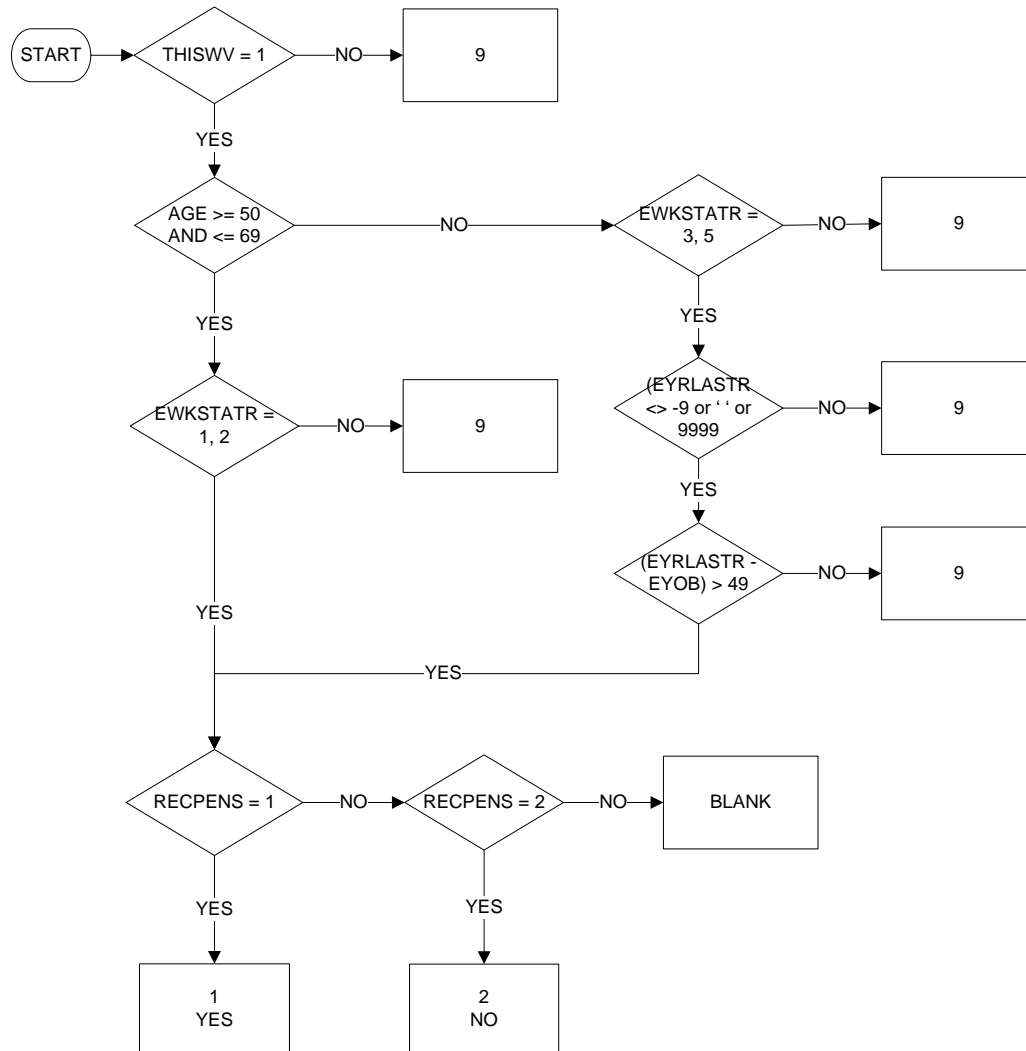 START
THISWV = 1
NO
9
YES
AGE >= 50
AND <= 69
NO
EWKSTATR =
3, 5
NO
9
YES
YES
EWKSTATR =
1, 2
NO
9
(EYRLASTR
<> -9 or ‘ ‘ or
9999
NO
9
YES
(EYRLASTR -
EYOB) > 49
NO
9
YES
YES
RECPENS = 1
NO
RECPENS = 2
NO
BLANK
YES
YES
1
YES
2
NO